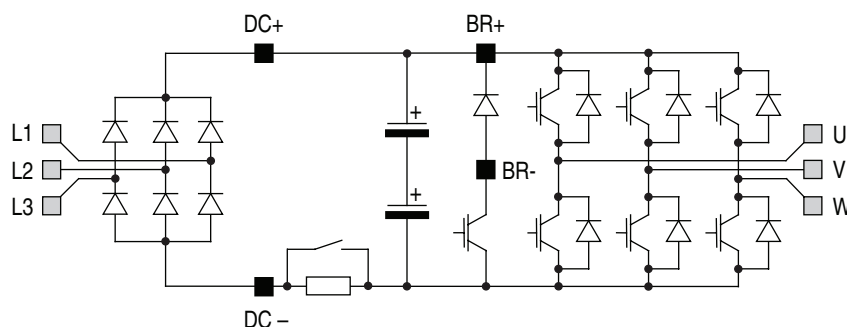 DC+
BR+
L1
L2
L3
+
+
BR-
U
V
W
DC –